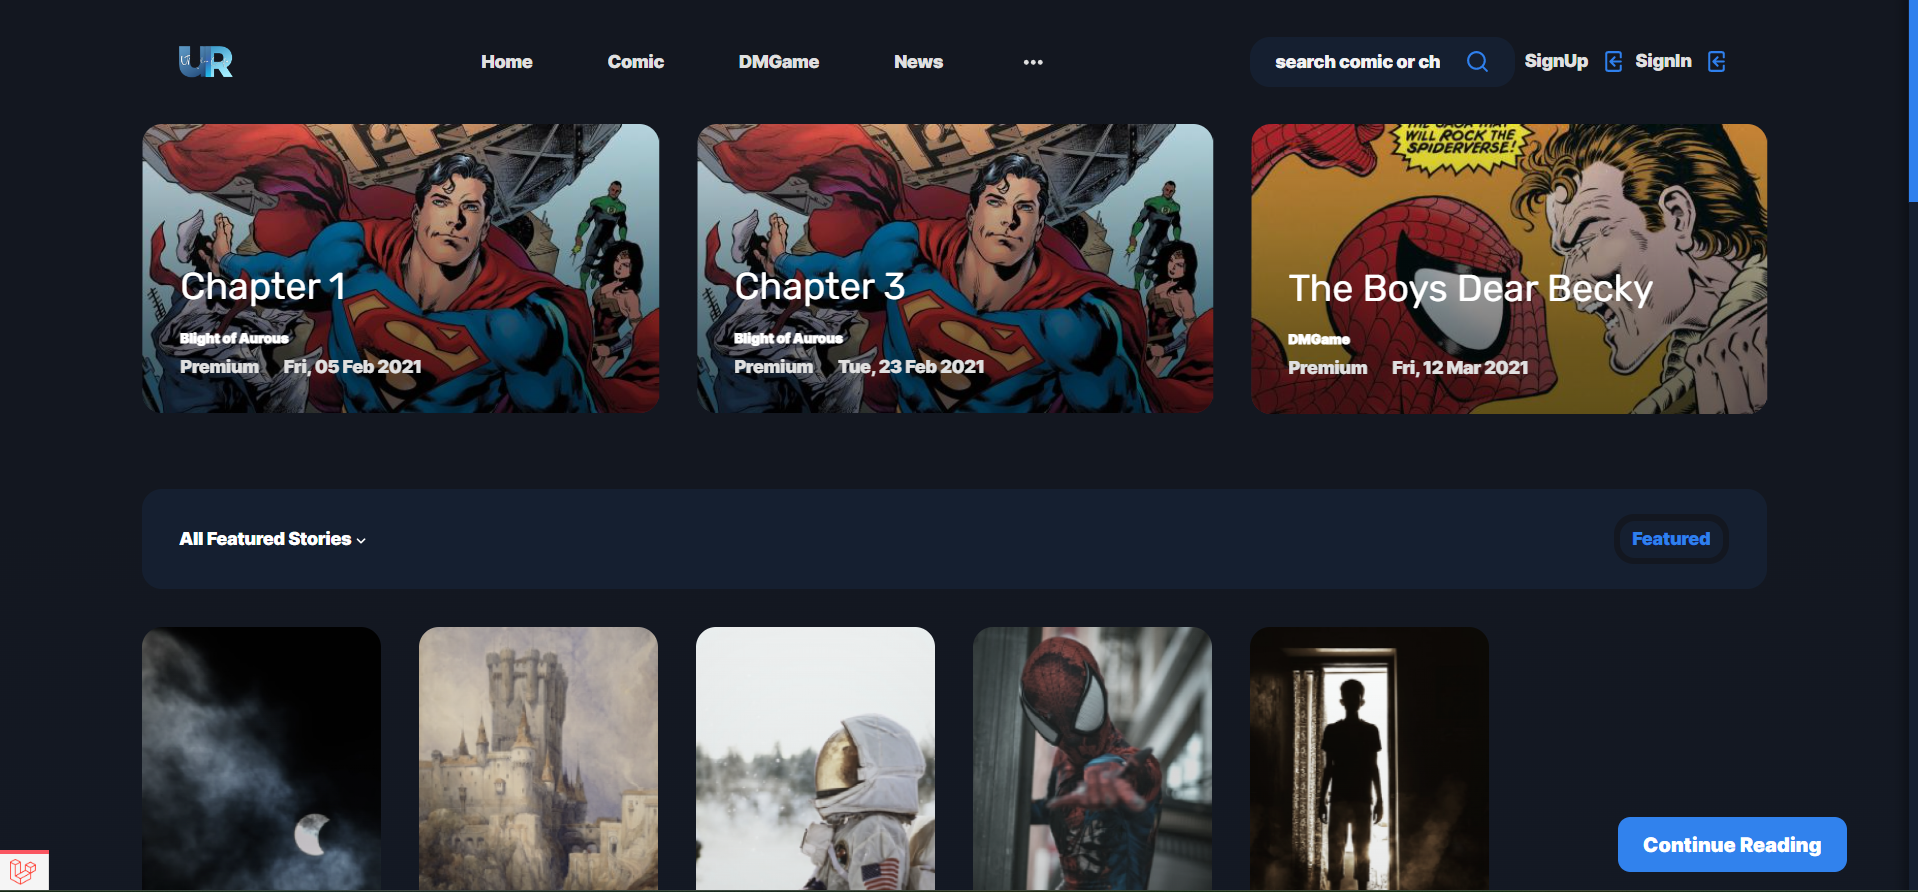 UR
Home
Comic
DMGame
News
search comic or ch
SignUp
SignIn
Chapter 1
Blight of Aurous
Premium Fri, 05 Feb 2021
Chapter 3
Blight of Aurous
Premium Tue, 23 Feb 2021
WILL ROCK THE
SPIDERVERSE!
The Boys Dear Becky
DMGame
Premium Fri, 12 Mar 2021
All Featured Stories
Featured
Continue Reading